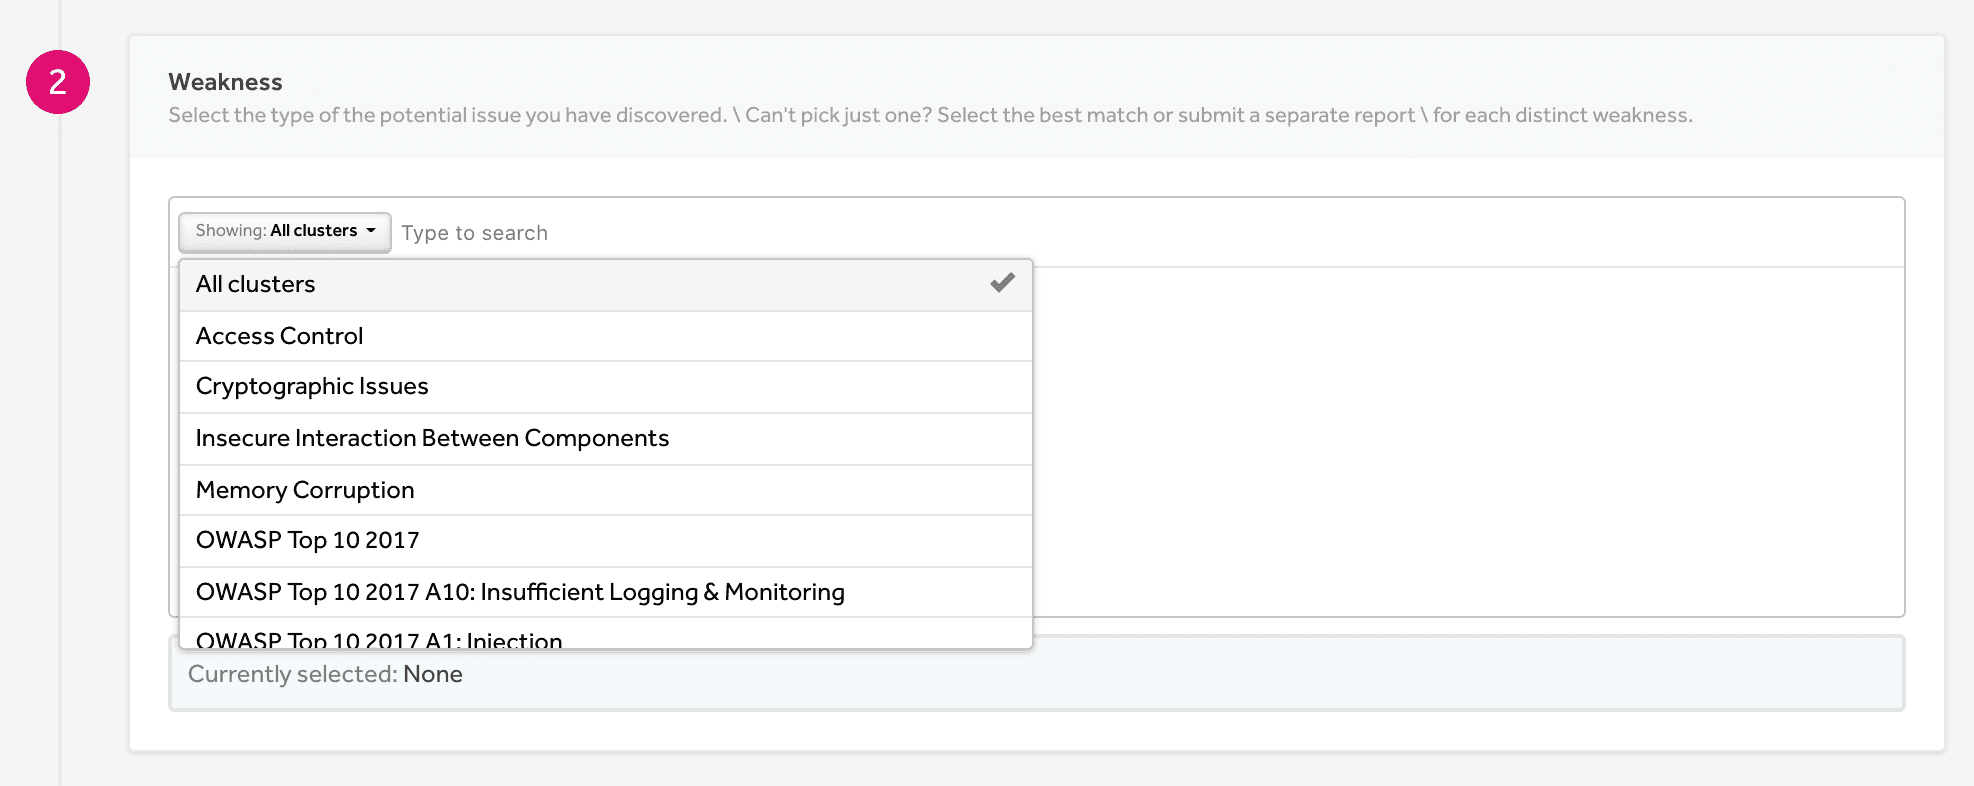 2
Weakness
Select the type of the potential issue you have discovered. \ Can't pick just one? Select the best match or submit a separate report \ for each distinct weakness.
Showing: All clusters Type to search
All clusters
Access Control
Cryptographic Issues
Insecure Interaction Between Components
Memory Corruption
OWASP Top 10 2017
OWASP Top 10 2017 A10: Insufficient Logging & Monitoring
OWASP Top 10 2017 A1: Injection
Currently selected: None